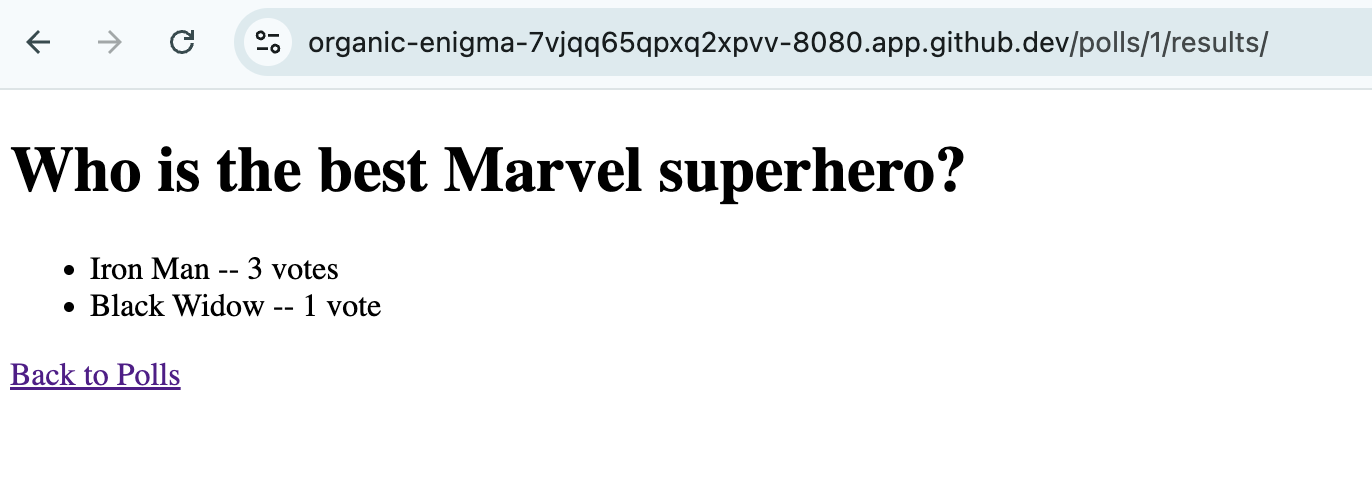 organic-enigma-7vjqq65qpxq2xpvv-8080.app.github.dev/polls/1/results/
Who is the best Marvel superhero?
• Iron Man -- 3 votes
• Black Widow -- 1 vote
Back to Polls